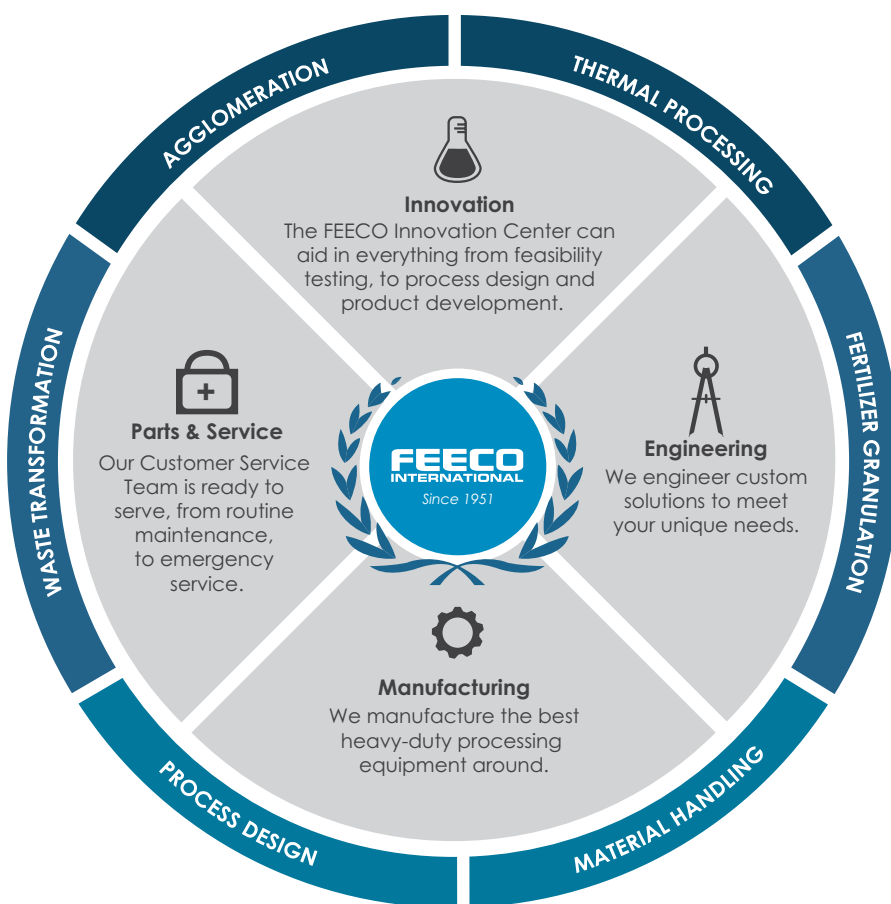 AGGLOMERATION
THERMAL PROCESSING
FERTILIZER GRANULATION
MATERIAL HANDLING
PROCESS DESIGN
WASTE TRANSFORMATION
Innovation
The FEECO Innovation Center can
aid in everything from feasibility
testing, to process design and
product development.
Parts & Service
Our Customer Service
Team is ready to
serve, from routine
maintenance,
to emergency
service.
FEECO
INTERNATIONAL
Since 1951
Engineering
We engineer custom
solutions to meet
your unique needs.
Manufacturing
We manufacture the best
heavy-duty processing
equipment around.